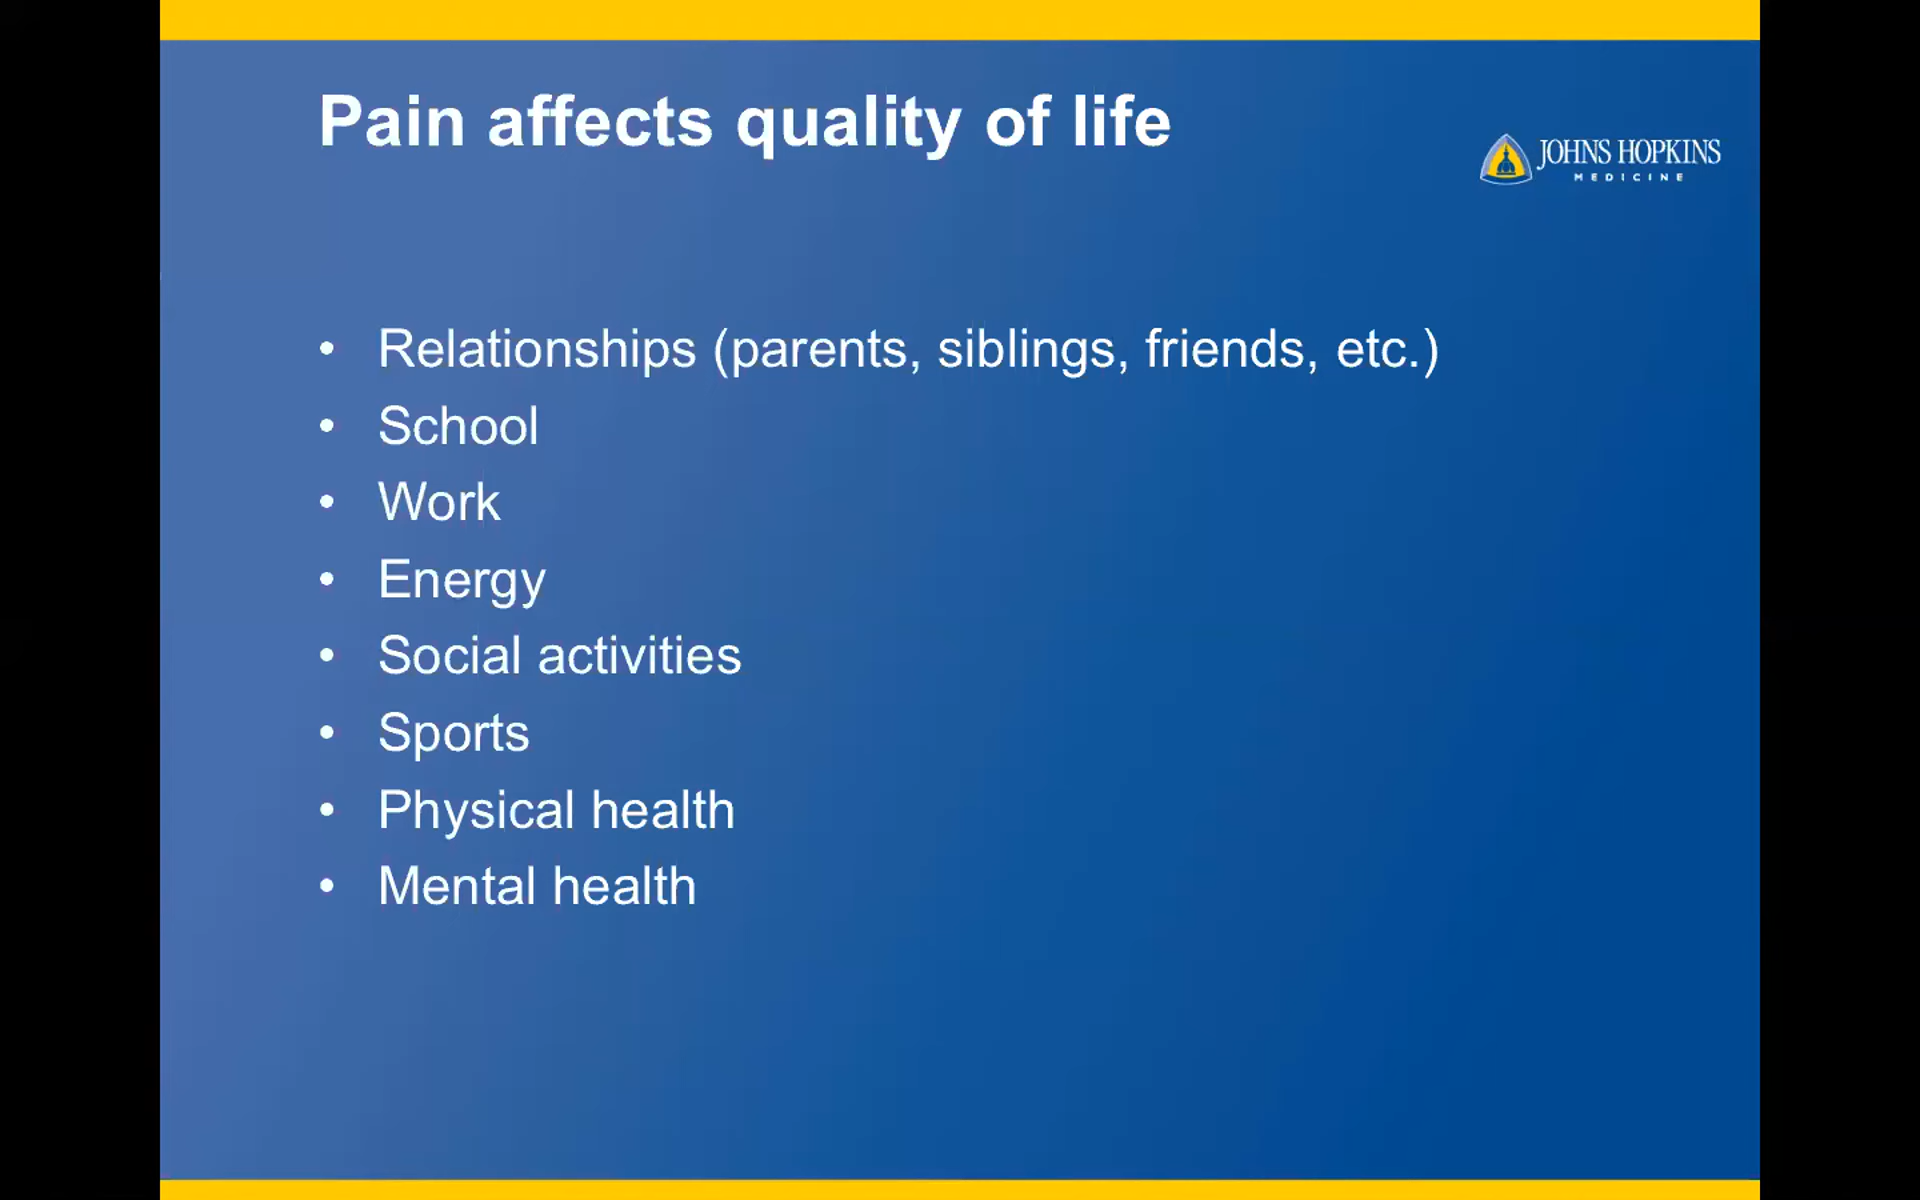 Pain affects quality of life
JOHNS HOPKINS
MEDICINE
• Relationships (parents, siblings, friends, etc.)
• School
• Work
• Energy
• Social activities
• Sports
• Physical health
• Mental health